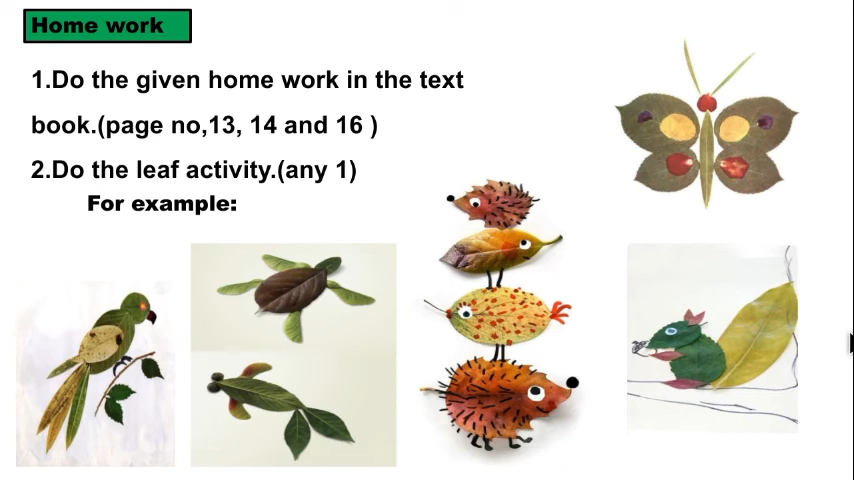 Home work
1.Do the given home work in the text
book.(page no,13, 14 and 16 )
2.Do the leaf activity.(any 1)
For example: